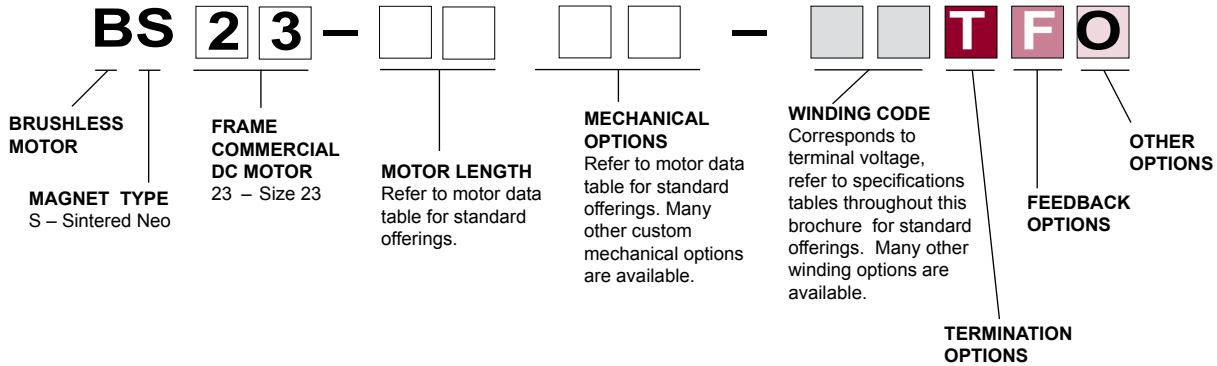 BS 23 – – TFO
BRUSHLESS
MOTOR
MAGNET TYPE
S – Sintered Neo
FRAME
COMMERCIAL
DC MOTOR
23 – Size 23
MOTOR LENGTH
Refer to motor data
table for standard
offerings.
MECHANICAL
OPTIONS
Refer to motor data
table for standard
offerings. Many
other custom
mechanical options
are available.
WINDING CODE
Corresponds to
terminal voltage,
refer to specifications
tables throughout this
brochure for standard
offerings. Many other
winding options are
available.
TERMINATION
OPTIONS
FEEDBACK
OPTIONS
OTHER
OPTIONS